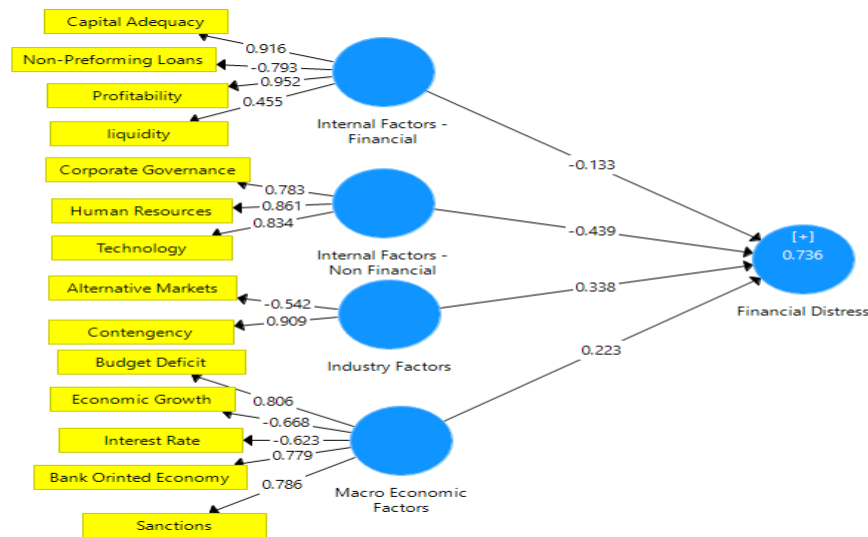 Capital Adequacy
0.916
Non-Preforming Loans
-0.793
0.952
Profitability
0.455
liquidity
Internal Factors -
Financial
-0.133
Corporate Governance
0.783
Human Resources
0.861
0.834
Technology
Internal Factors -
Non Financial
-0.439
[+]
0.736
Financial Distress
Alternative Markets
-0.542
0.909
Contengency
Industry Factors
0.338
Budget Deficit
0.806
Economic Growth
-0.668
Interest Rate
-0.623
0.779
Bank Orinted Economy
0.786
Sanctions
Macro Economic
Factors
0.223